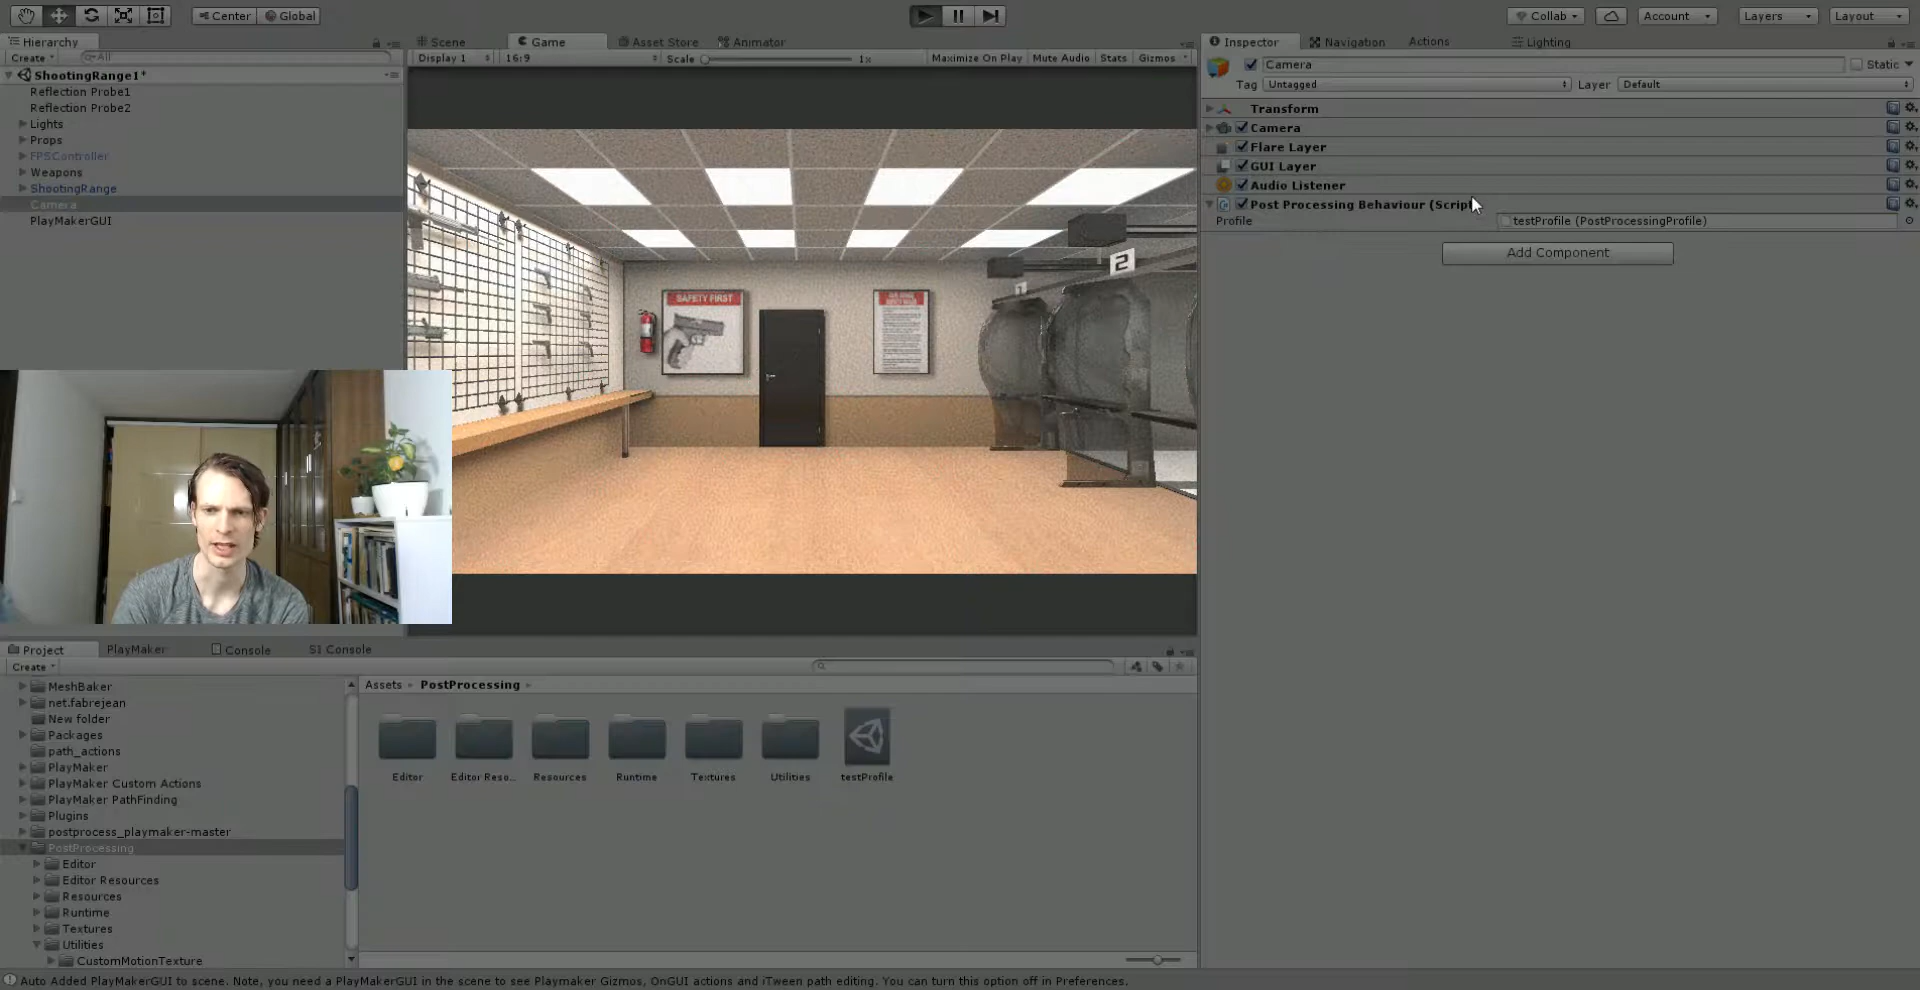 Center
Global
Collab
Account
Layers
Layout
Hierarchy
Create
All
ShootingRange1*
Reflection Probe1
Reflection Probe2
Lights
Props
FPSController
Weapons
ShootingRange
Camera
PlayMakerGUI
Scene
Game
Asset Store
Animator
Display 1
16:9
Scale
1x
Maximize On Play
Mute Audio
Stats
Gizmos
SAFETY FIRST
1
2
Inspector
Navigation
Actions
Lighting
Camera
Static
Tag
Untagged
Layer
Default
Transform
Camera
Flare Layer
GUI Layer
Audio Listener
Post Processing Behaviour (Script)
Profile
testProfile (PostProcessingProfile)
Add Component
Project
PlayMaker
Console
S1 Console
Create
MeshBaker
net.fabrejean
New folder
Packages
path_actions
PlayMaker
PlayMaker Custom Actions
PlayMaker PathFinding
Plugins
postprocess_playmaker-master
PostProcessing
Editor
Editor Resources
Resources
Runtime
Textures
Utilities
CustomMotionTexture
Assets
PostProcessing
Editor
Editor Reso...
Resources
Runtime
Textures
Utilities
testProfile
Auto Added PlayMakerGUI to scene. Note, you need a PlayMakerGUI in the scene to see Playmaker Gizmos, OnGUI actions and iTween path editing. You can turn this option off in Preferences.